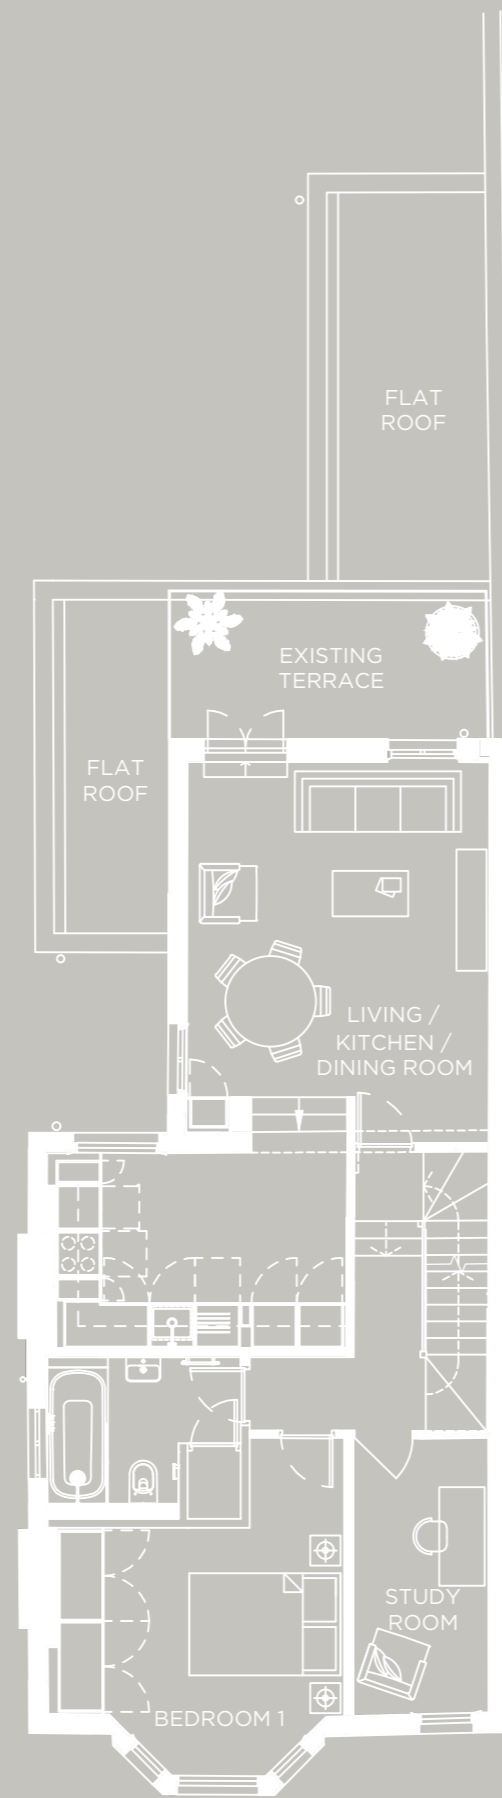 FLAT
ROOF
EXISTING
TERRACE
FLAT
ROOF
LIVING /
KITCHEN /
DINING ROOM
STUDY
ROOM
BEDROOM 1